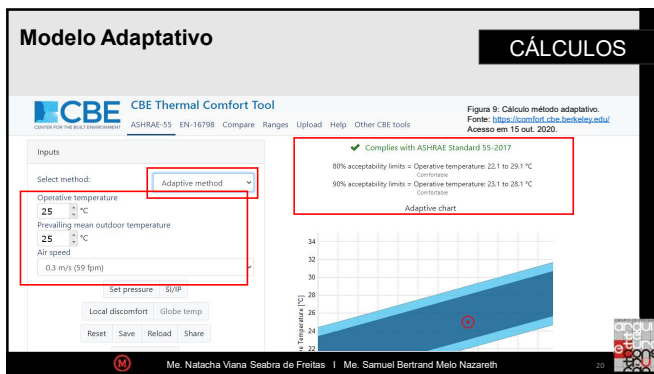 Modelo Adaptativo
CÁLCULOS
CBE
CENTER FOR THE BUILT ENVIRONMENT
CBE Thermal Comfort Tool
ASHRAE-55 EN-16798 Compare Ranges Upload Help Other CBE tools
Figura 9: Cálculo método adaptativo.
Fonte: https://comfort.cbe.berkeley.edu/
Acesso em 15 out. 2020.
Inputs
Select method:
Adaptive method
Operative temperature
25 °C
Prevailing mean outdoor temperature
25 °C
Air speed
0.3 m/s (59 fpm)
Set pressure SI/IP
Local discomfort Globe temp
Reset Save Reload Share
✔ Complies with ASHRAE Standard 55-2017
80% acceptability limits = Operative temperature: 22.1 to 29.1 °C
Comfortable
90% acceptability limits = Operative temperature: 23.1 to 28.1 °C
Comfortable
Adaptive chart
34
32
30
28
26
24
22
Temperature [°C]
M
Me. Natacha Viana Seabra de Freitas I Me. Samuel Bertrand Melo Nazareth
20